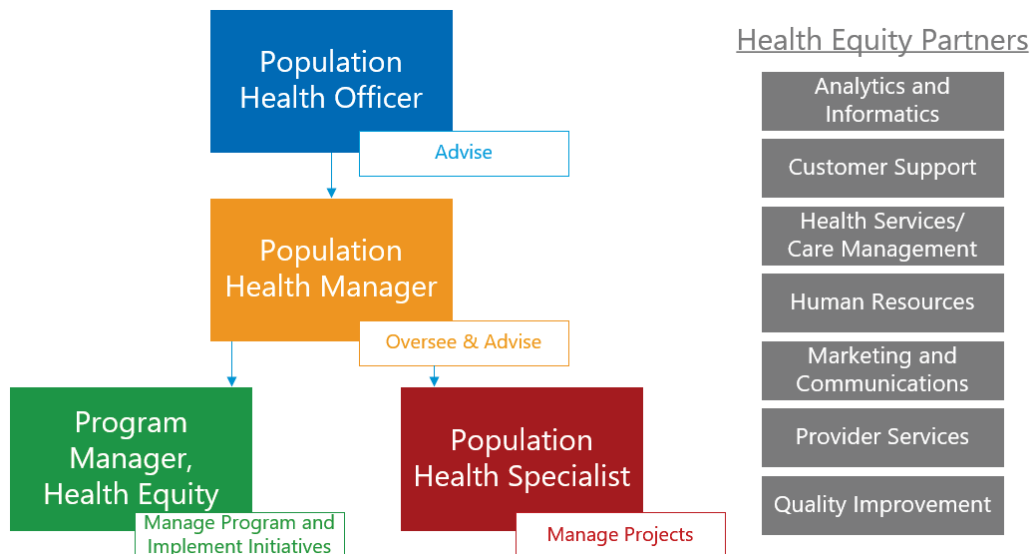 Population
Health Officer
Advise
Population
Health Manager
Oversee & Advise
Program
Manager,
Health Equity
Manage Program and
Implement Initiatives
Population
Health Specialist
Manage Projects
Health Equity Partners
Analytics and
Informatics
Customer Support
Health Services/
Care Management
Human Resources
Marketing and
Communications
Provider Services
Quality Improvement